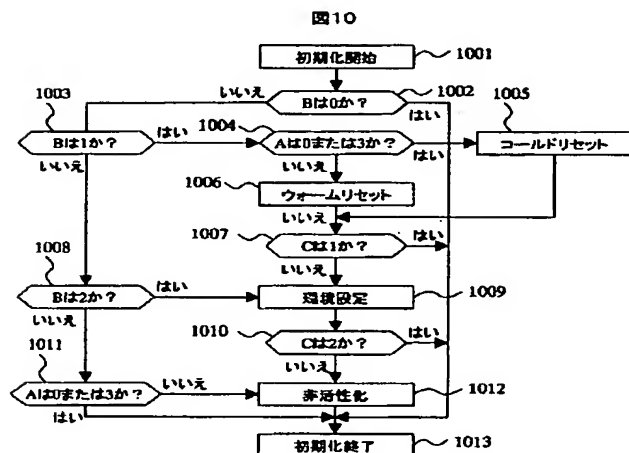 図10
初期化開始
1001
いいえ
1002
Bは0か?
はい
1003
1004
1005
Bは1か?
はい
Aは0または3か?
はい
コールドリセット
いいえ
いいえ
1006
ウォームリセット
いいえ
1007
Cは1か?
はい
1008
いいえ
Bは2か?
はい
環境設定
1009
いいえ
1010
Cは2か?
はい
1011
いいえ
Aは0または3か?
いいえ
非活性化
1012
はい
初期化終了
1013